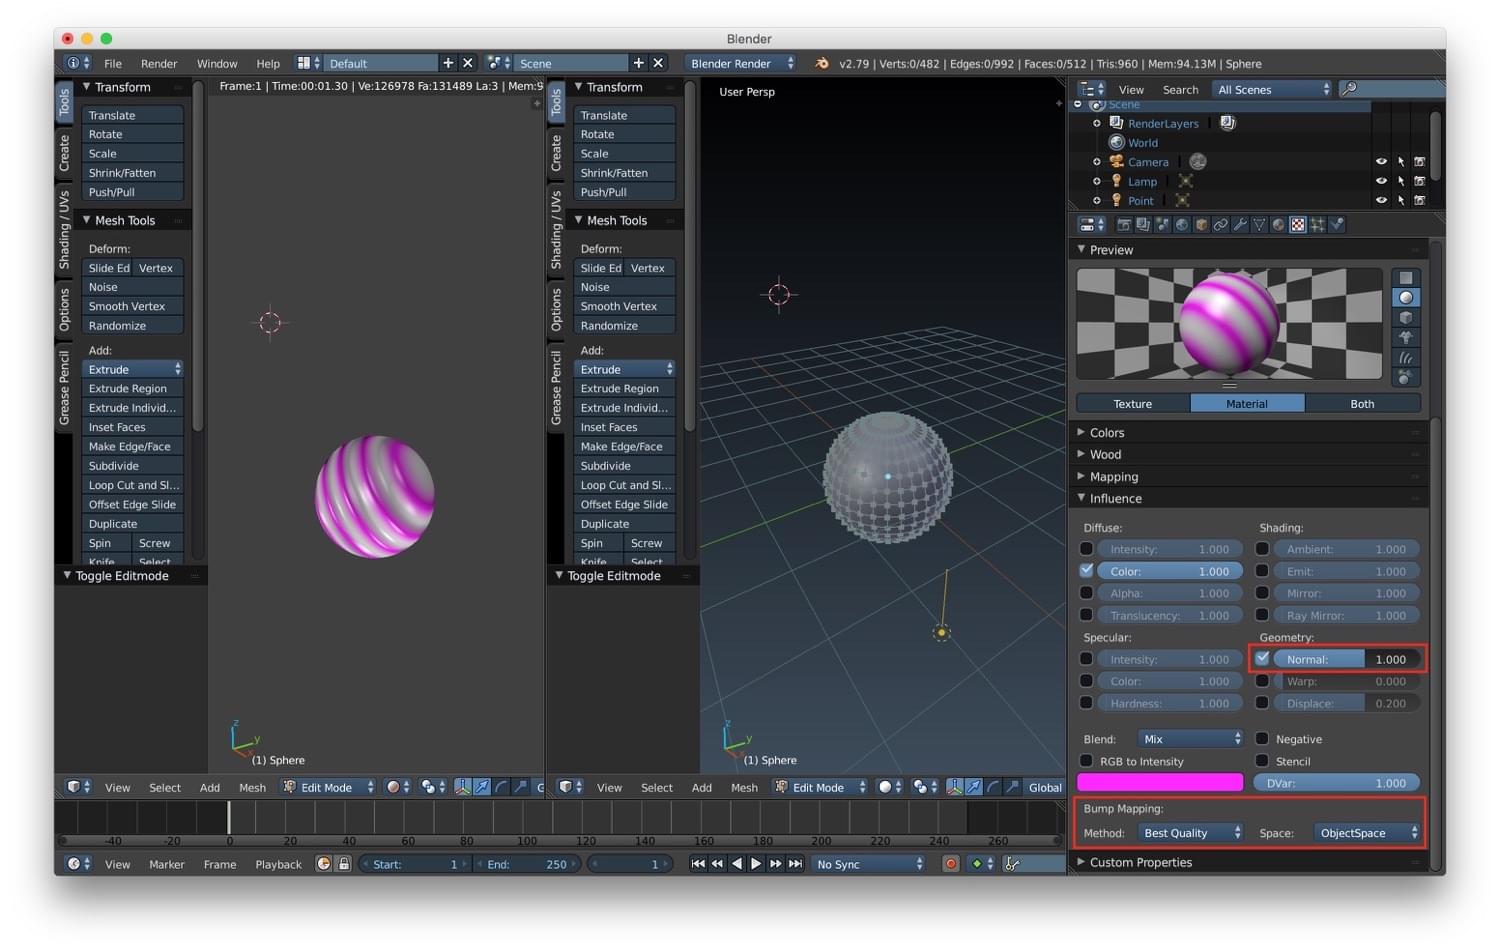 Blender
File Render Window Help Default Scene Blender Render v2.79 | Verts:0/482 | Edges:0/992 | Faces:0/512 | Tris:960 | Mem:94.13M | Sphere
Tools
Create
Shading / UVs
Options
Grease Pencil
Transform
Translate
Rotate
Scale
Shrink/Fatten
Push/Pull
Mesh Tools
Deform:
Slide Ed Vertex
Noise
Smooth Vertex
Randomize
Add:
Extrude
Extrude Region
Extrude Individ...
Inset Faces
Make Edge/Face
Subdivide
Loop Cut and Sl...
Offset Edge Slide
Duplicate
Spin Screw
Knife Select
Toggle Editmode
Frame:1 | Time:00:01.30 | Ve:126978 Fa:131489 La:3 | Mem:9
z
y
x
(1) Sphere
View Select Add Mesh Edit Mode G
Tools
Create
Shading / UVs
Options
Grease Pencil
Transform
Translate
Rotate
Scale
Shrink/Fatten
Push/Pull
Mesh Tools
Deform:
Slide Ed Vertex
Noise
Smooth Vertex
Randomize
Add:
Extrude
Extrude Region
Extrude Individ...
Inset Faces
Make Edge/Face
Subdivide
Loop Cut and Sl...
Offset Edge Slide
Duplicate
Spin Screw
Knife Select
Toggle Editmode
User Persp
z
y
x
(1) Sphere
View Select Add Mesh Edit Mode Global
-40 -20 0 20 40 60 80 100 120 140 160 180 200 220 240 260
View Marker Frame Playback Start: 1 End: 250 1 No Sync
View Search All Scenes
Scene
RenderLayers
World
Camera
Lamp
Point
Preview
Texture Material Both
Colors
Wood
Mapping
Influence
Diffuse: Shading:
Intensity: 1.000 Ambient: 1.000
Color: 1.000 Emit: 1.000
Alpha: 1.000 Mirror: 1.000
Translucency: 1.000 Ray Mirror: 1.000
Specular: Geometry:
Intensity: 1.000 Normal: 1.000
Color: 1.000 Warp: 0.000
Hardness: 1.000 Displace: 0.200
Blend: Mix Negative
RGB to Intensity Stencil
DVar: 1.000
Bump Mapping:
Method: Best Quality Space: ObjectSpace
Custom Properties